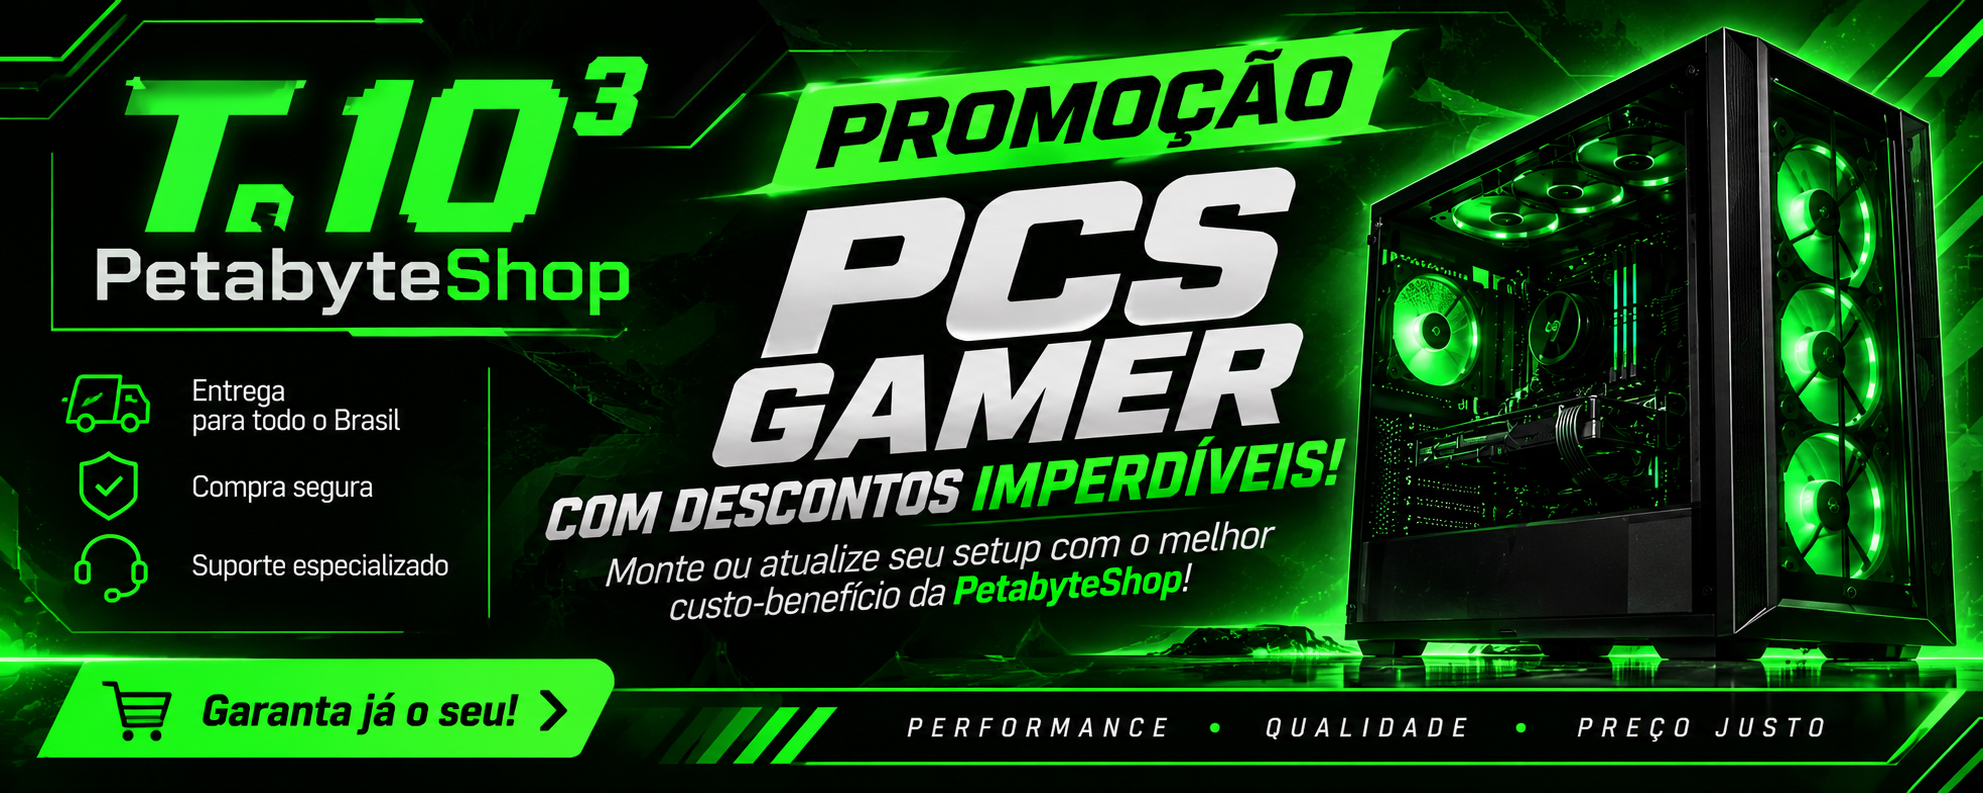 T.10³
PetabyteShop
Entrega
para todo o Brasil
Compra segura
Suporte especializado
Garanta já o seu!
PROMOÇÃO
PCS
GAMER
COM DESCONTOS IMPERDÍVEIS!
Monte ou atualize seu setup com o melhor
custo-benefício da PetabyteShop!
PERFORMANCE • QUALIDADE • PREÇO JUSTO